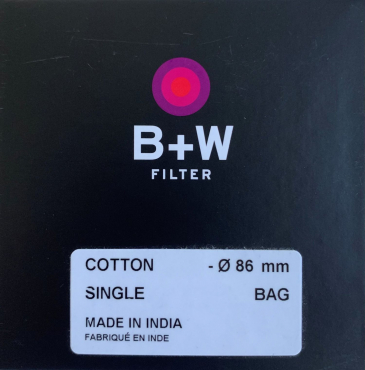 B+W
FILTER
COTTON - Ø 86 mm
SINGLE BAG
MADE IN INDIA
FABRIQUÉ EN INDE